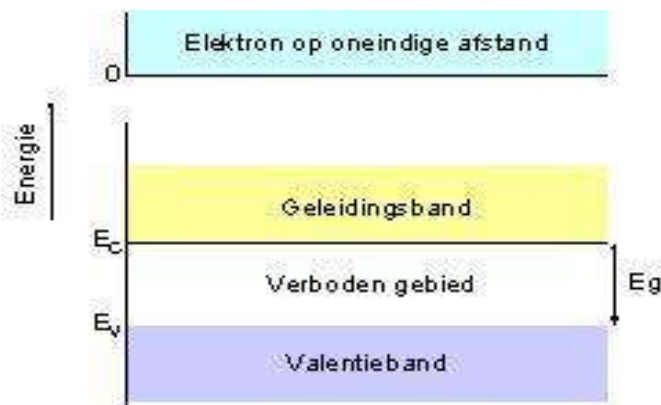 Elektron op oneindige afstand
0
Energie
Geleidingsband
Ec
Verboden gebied
Eg
Ev
Valentieband